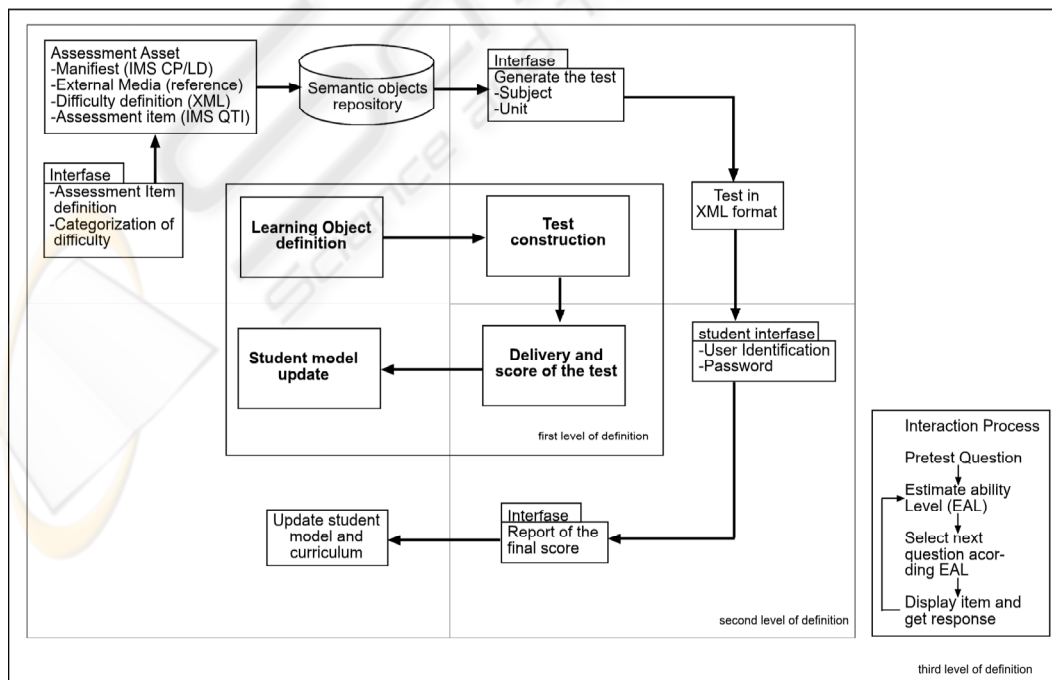 Assessment Asset
-Manifiest (IMS CP/LD)
-External Media (reference)
-Difficulty definition (XML)
-Assessment item (IMS QTI)
Semantic objects
repository
Interfase
Generate the test
-Subject
-Unit
Interfase
-Assessment Item
definition
-Categorization of
difficulty
Test in
XML format
Learning Object
definition
Test
construction
Student model
update
Delivery and
score of the test
first level of definition
student interfase
-User Identification
-Password
Update student
model and
curriculum
Interfase
Report of the
final score
second level of definition
Interaction Process
Pretest Question
Estimate ability
Level (EAL)
Select next
question acor-
ding EAL
Display item and
get response
third level of definition